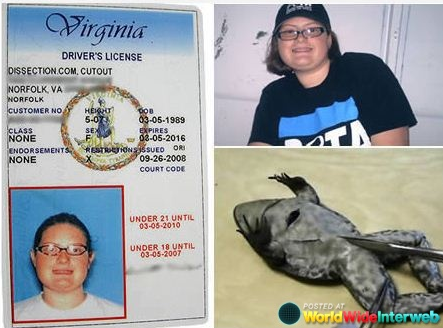 Virginia
DRIVER'S LICENSE
DISSECTION.COM, CUTOUT
NORFOLK, VA
NORFOLK
CUSTOMER NO. HEIGHT DOB
5-07 03-05-1989
CLASS SEX EXPIRES
NONE F 03-05-2016
ENDORSEMENTS RESTRICTIONS ISSUED ORI
NONE X 09-26-2008
COURT CODE
UNDER 21 UNTIL
03-05-2010
UNDER 18 UNTIL
03-05-2007
POSTED AT
WorldWideInterweb